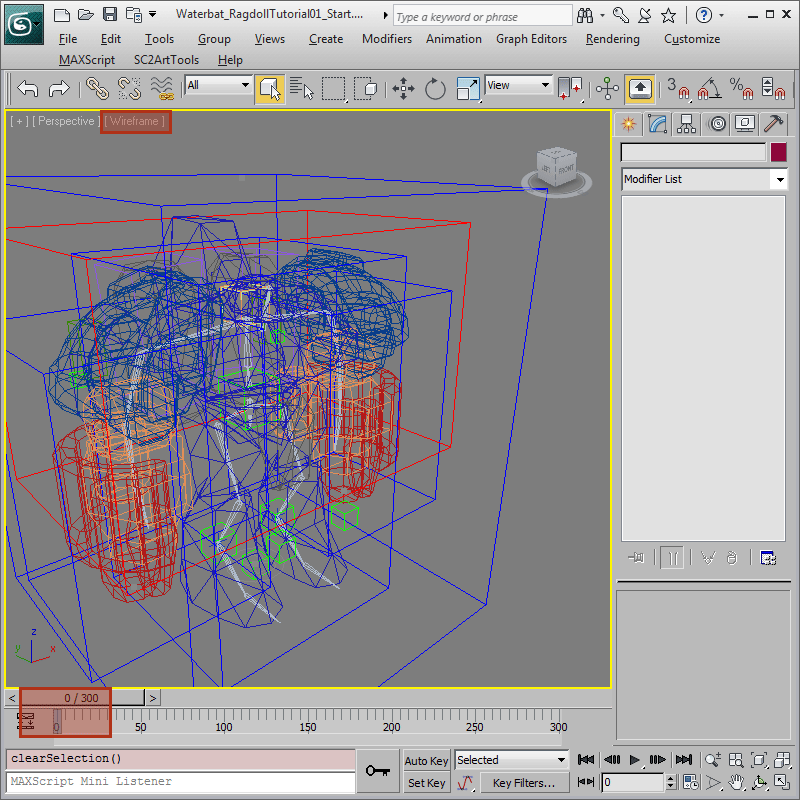 Waterbat_RagdollTutorial01_Start....
Type a keyword or phrase
File Edit Tools Group Views Create Modifiers Animation Graph Editors Rendering Customize
MAXScript SC2ArtTools Help
All
View
3
%
[ + ] [ Perspective ] [ Wireframe ]
FRONT
Modifier List
z
y
x
< 0 / 300 >
0 50 100 150 200 250 300
clearSelection()
MAXScript Mini Listener
Auto Key Selected
Set Key Key Filters...
0